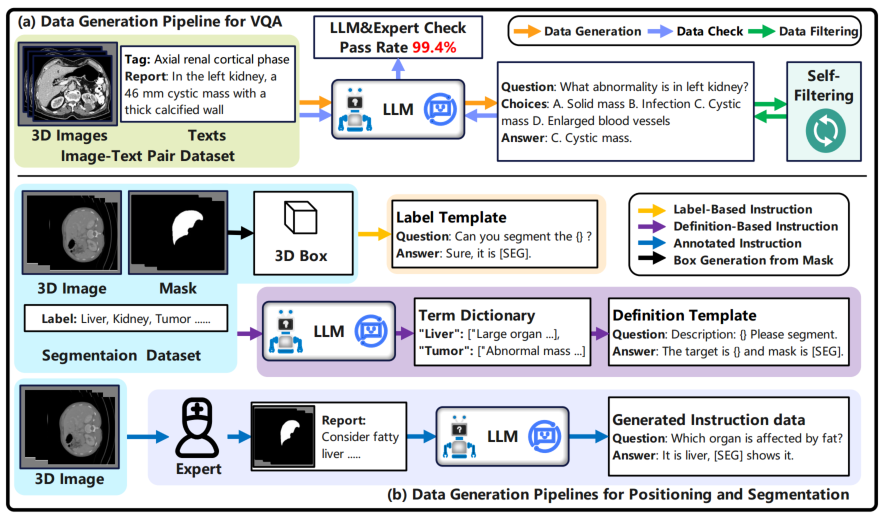 (a) Data Generation Pipeline for VQA
LLM&Expert Check
Pass Rate 99.4%
Data Generation
Data Check
Data Filtering
Tag: Axial renal cortical phase
Report: In the left kidney, a
46 mm cystic mass with a
thick calcified wall
3D Images
Texts
Image-Text Pair Dataset
LLM
Question: What abnormality is in left kidney?
Choices: A. Solid mass B. Infection C. Cystic
mass D. Enlarged blood vessels
Answer: C. Cystic mass.
Self-
Filtering
3D Image
Mask
3D Box
Label Template
Question: Can you segment the {} ?
Answer: Sure, it is [SEG].
Label-Based Instruction
Definition-Based Instruction
Annotated Instruction
Box Generation from Mask
Label: Liver, Kidney, Tumor ......
Segmentaion Dataset
LLM
Term Dictionary
"Liver": ["Large organ ...],
"Tumor": ["Abnormal mass ...]
Definition Template
Question: Description: {} Please segment.
Answer: The target is {} and mask is [SEG].
3D Image
Expert
Report:
Consider fatty
liver .....
LLM
Generated Instruction data
Question: Which organ is affected by fat?
Answer: It is liver, [SEG] shows it.
(b) Data Generation Pipelines for Positioning and Segmentation